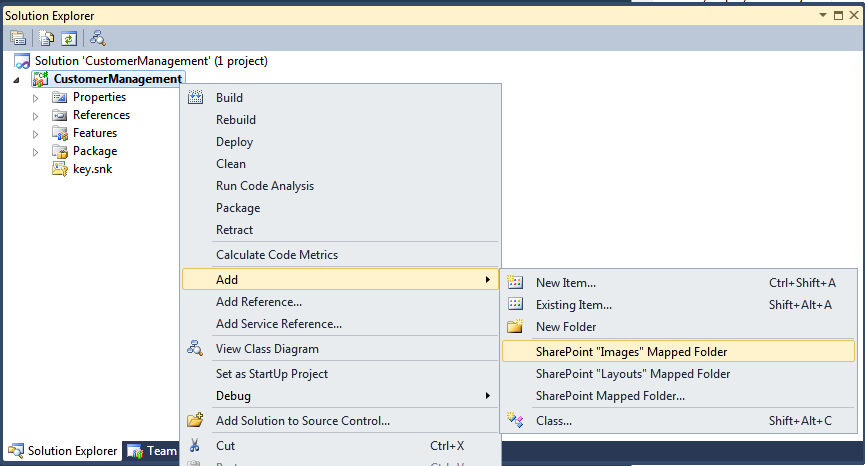 Solution Explorer
Solution 'CustomerManagement' (1 project)
CustomerManagement
Properties
References
Features
Package
key.snk
Build
Rebuild
Deploy
Clean
Run Code Analysis
Package
Retract
Calculate Code Metrics
Add
Add Reference...
Add Service Reference...
View Class Diagram
Set as StartUp Project
Debug
Add Solution to Source Control...
Cut Ctrl+X
New Item... Ctrl+Shift+A
Existing Item... Shift+Alt+A
New Folder
SharePoint "Images" Mapped Folder
SharePoint "Layouts" Mapped Folder
SharePoint Mapped Folder...
Class... Shift+Alt+C
Solution Explorer Team